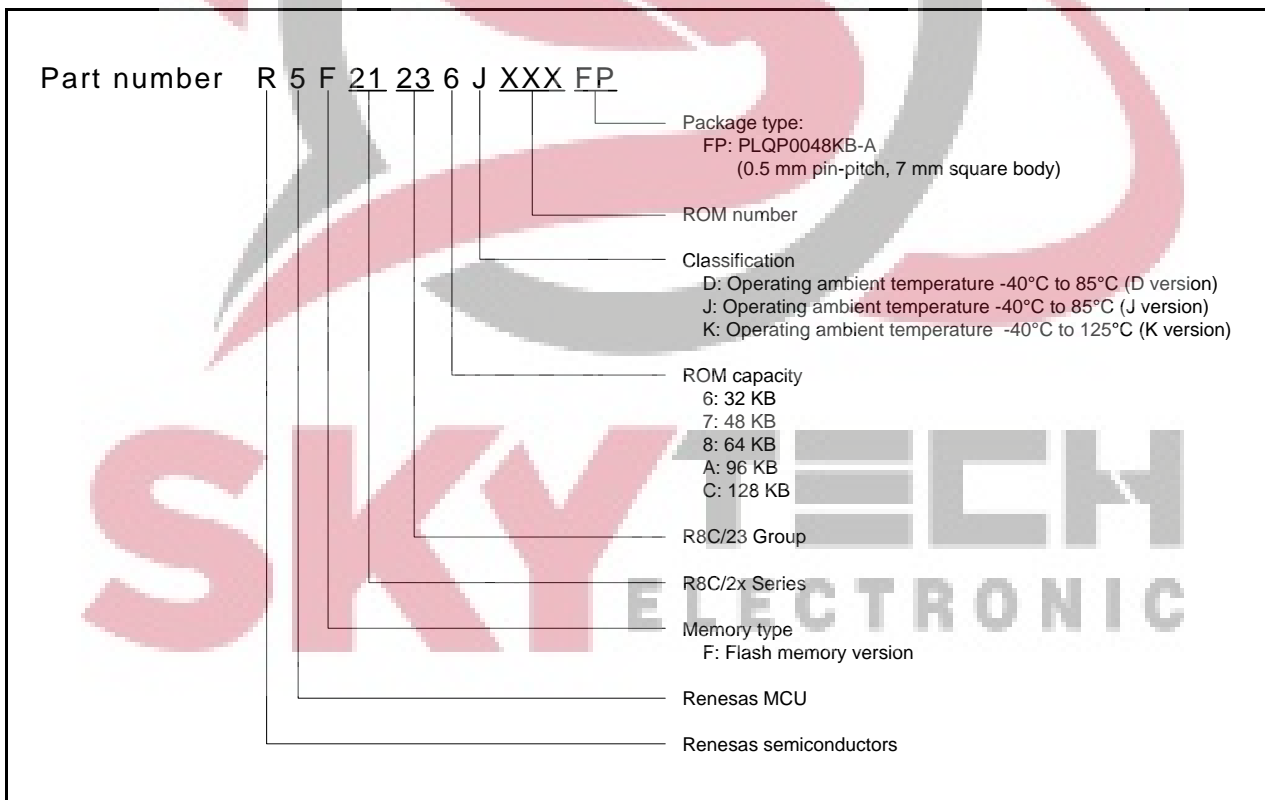 Part number R 5 F 21 23 6 J XXX FP
Package type:
FP: PLQP0048KB-A
(0.5 mm pin-pitch, 7 mm square body)
ROM number
Classification
D: Operating ambient temperature -40°C to 85°C (D version)
J: Operating ambient temperature -40°C to 85°C (J version)
K: Operating ambient temperature -40°C to 125°C (K version)
ROM capacity
6: 32 KB
7: 48 KB
8: 64 KB
A: 96 KB
C: 128 KB
R8C/23 Group
R8C/2x Series
Memory type
F: Flash memory version
Renesas MCU
Renesas semiconductors
SKYTECH
ELECTRONIC